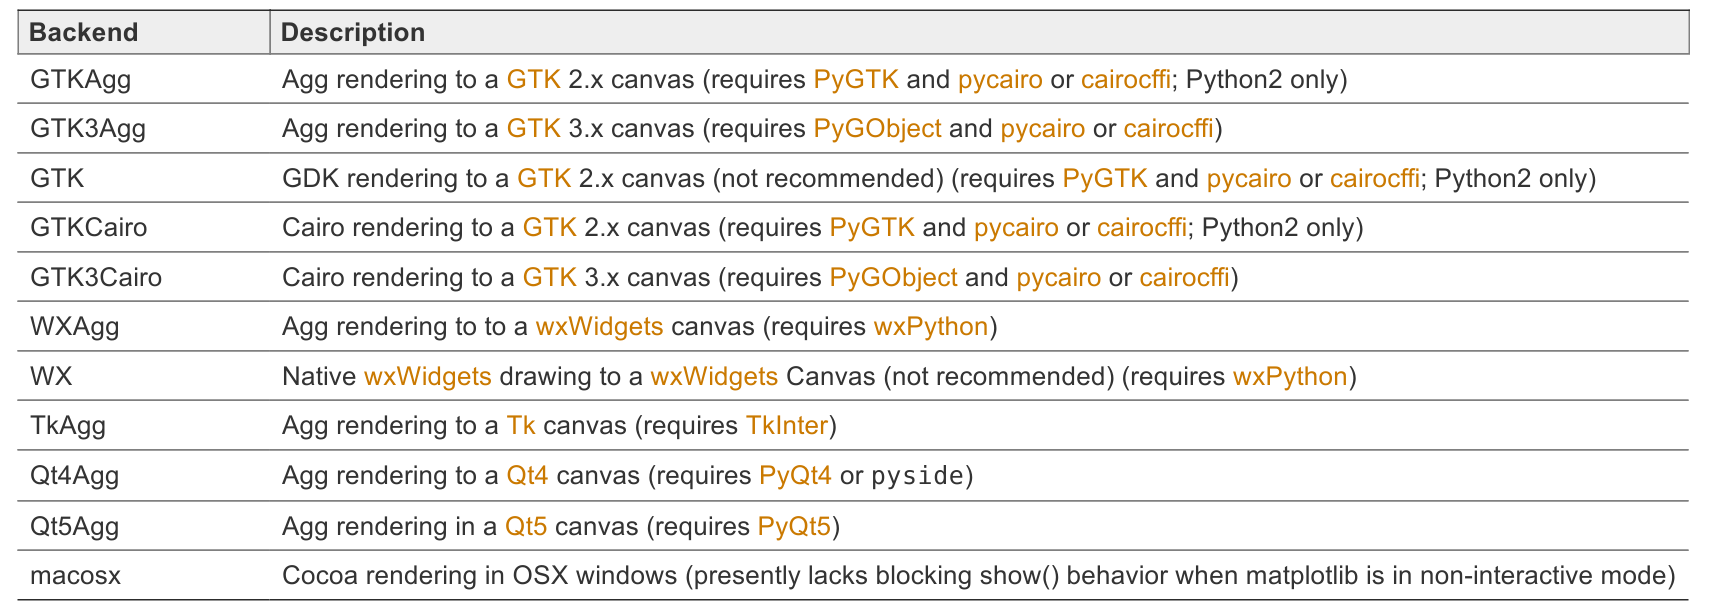 Backend Description
GTKAgg Agg rendering to a GTK 2.x canvas (requires PyGTK and pycairo or cairocffi; Python2 only)
GTK3Agg Agg rendering to a GTK 3.x canvas (requires PyGObject and pycairo or cairocffi)
GTK GDK rendering to a GTK 2.x canvas (not recommended) (requires PyGTK and pycairo or cairocffi; Python2 only)
GTKCairo Cairo rendering to a GTK 2.x canvas (requires PyGTK and pycairo or cairocffi; Python2 only)
GTK3Cairo Cairo rendering to a GTK 3.x canvas (requires PyGObject and pycairo or cairocffi)
WXAgg Agg rendering to to a wxWidgets canvas (requires wxPython)
WX Native wxWidgets drawing to a wxWidgets Canvas (not recommended) (requires wxPython)
TkAgg Agg rendering to a Tk canvas (requires TkInter)
Qt4Agg Agg rendering to a Qt4 canvas (requires PyQt4 or pyside)
Qt5Agg Agg rendering in a Qt5 canvas (requires PyQt5)
macosx Cocoa rendering in OSX windows (presently lacks blocking show() behavior when matplotlib is in non-interactive mode)